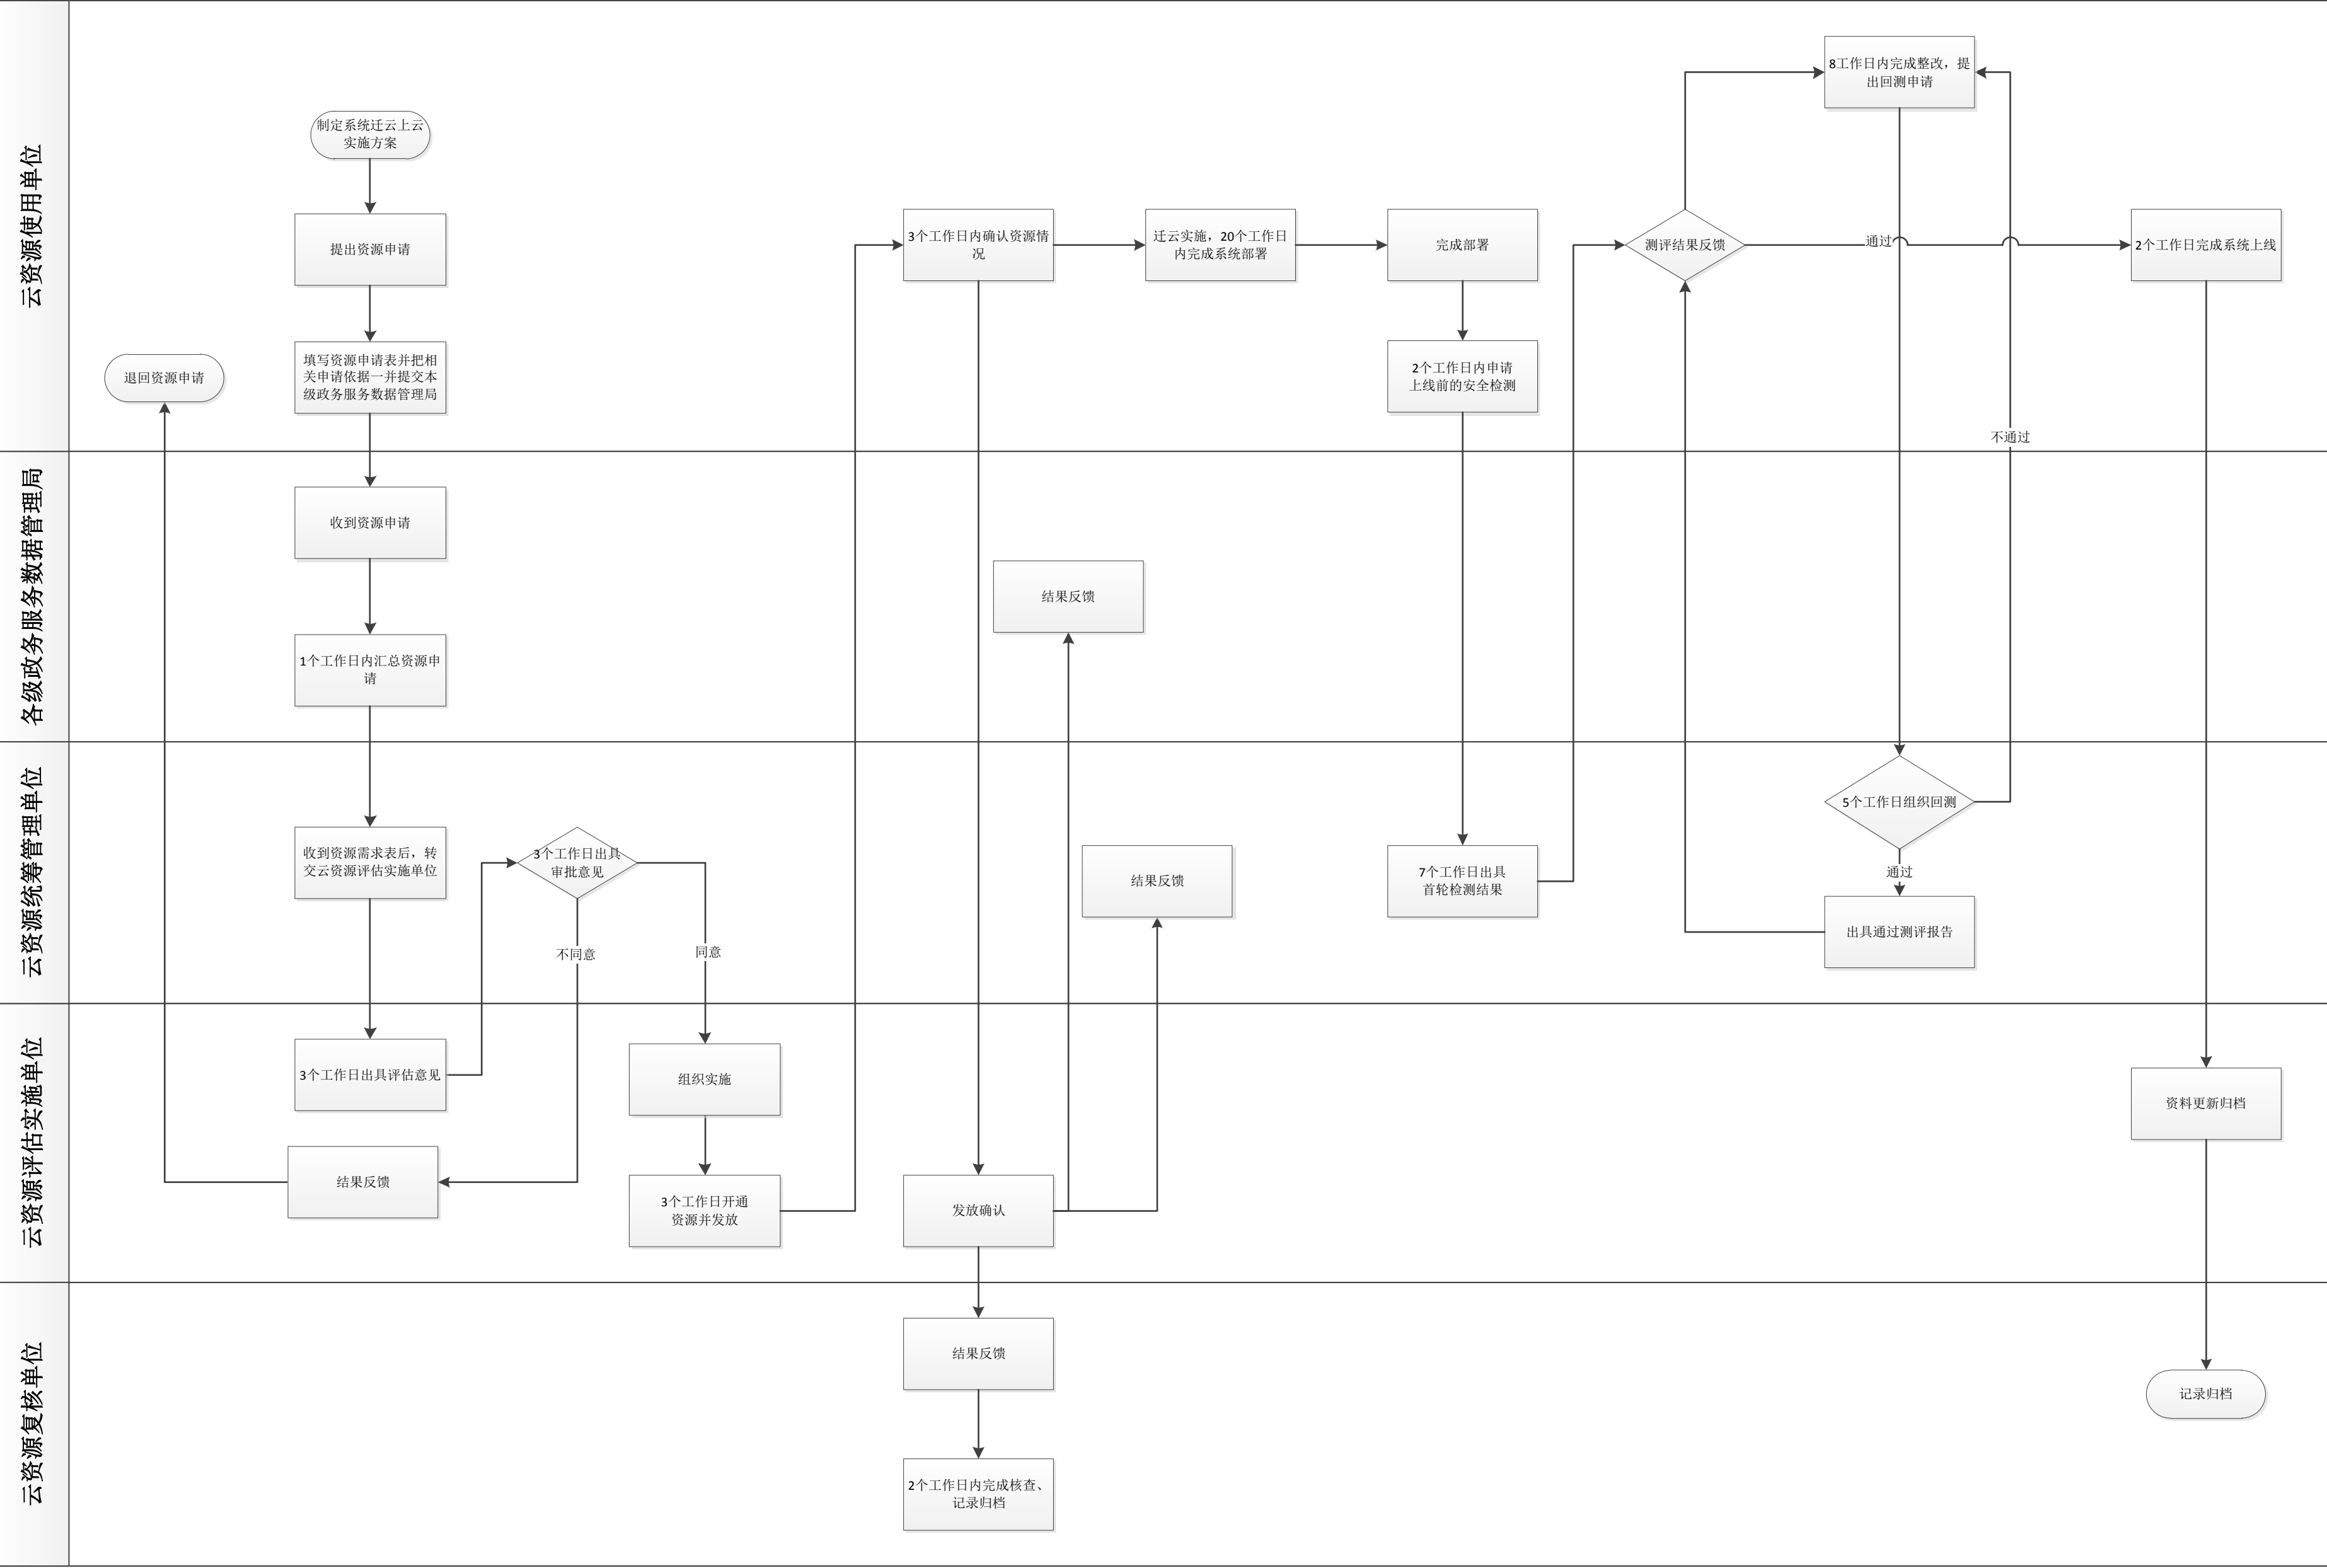 云资源使用单位
制定系统迁云上云
实施方案
提出资源申请
填写资源申请表并把相
关申请依据一并提交本
级政务服务数据管理局
退回资源申请
3个工作日内确认资源情
况
迁云实施，20个工作日
内完成系统部署
完成部署
2个工作日内申请
上线前的安全检测
测评结果反馈
8工作日内完成整改，提
出回测申请
通过
2个工作日完成系统上线
不通过
各级政务服务数据管理局
收到资源申请
1个工作日内汇总资源申
请
结果反馈
云资源统筹管理单位
收到资源需求表后，转
交云资源评估实施单位
3个工作日出具
审批意见
不同意
同意
结果反馈
7个工作日出具
首轮检测结果
5个工作日组织回测
通过
出具通过测评报告
云资源评估实施单位
3个工作日出具评估意见
结果反馈
组织实施
3个工作日开通
资源并发放
发放确认
资料更新归档
云资源复核单位
结果反馈
2个工作日内完成核查、
记录归档
记录归档